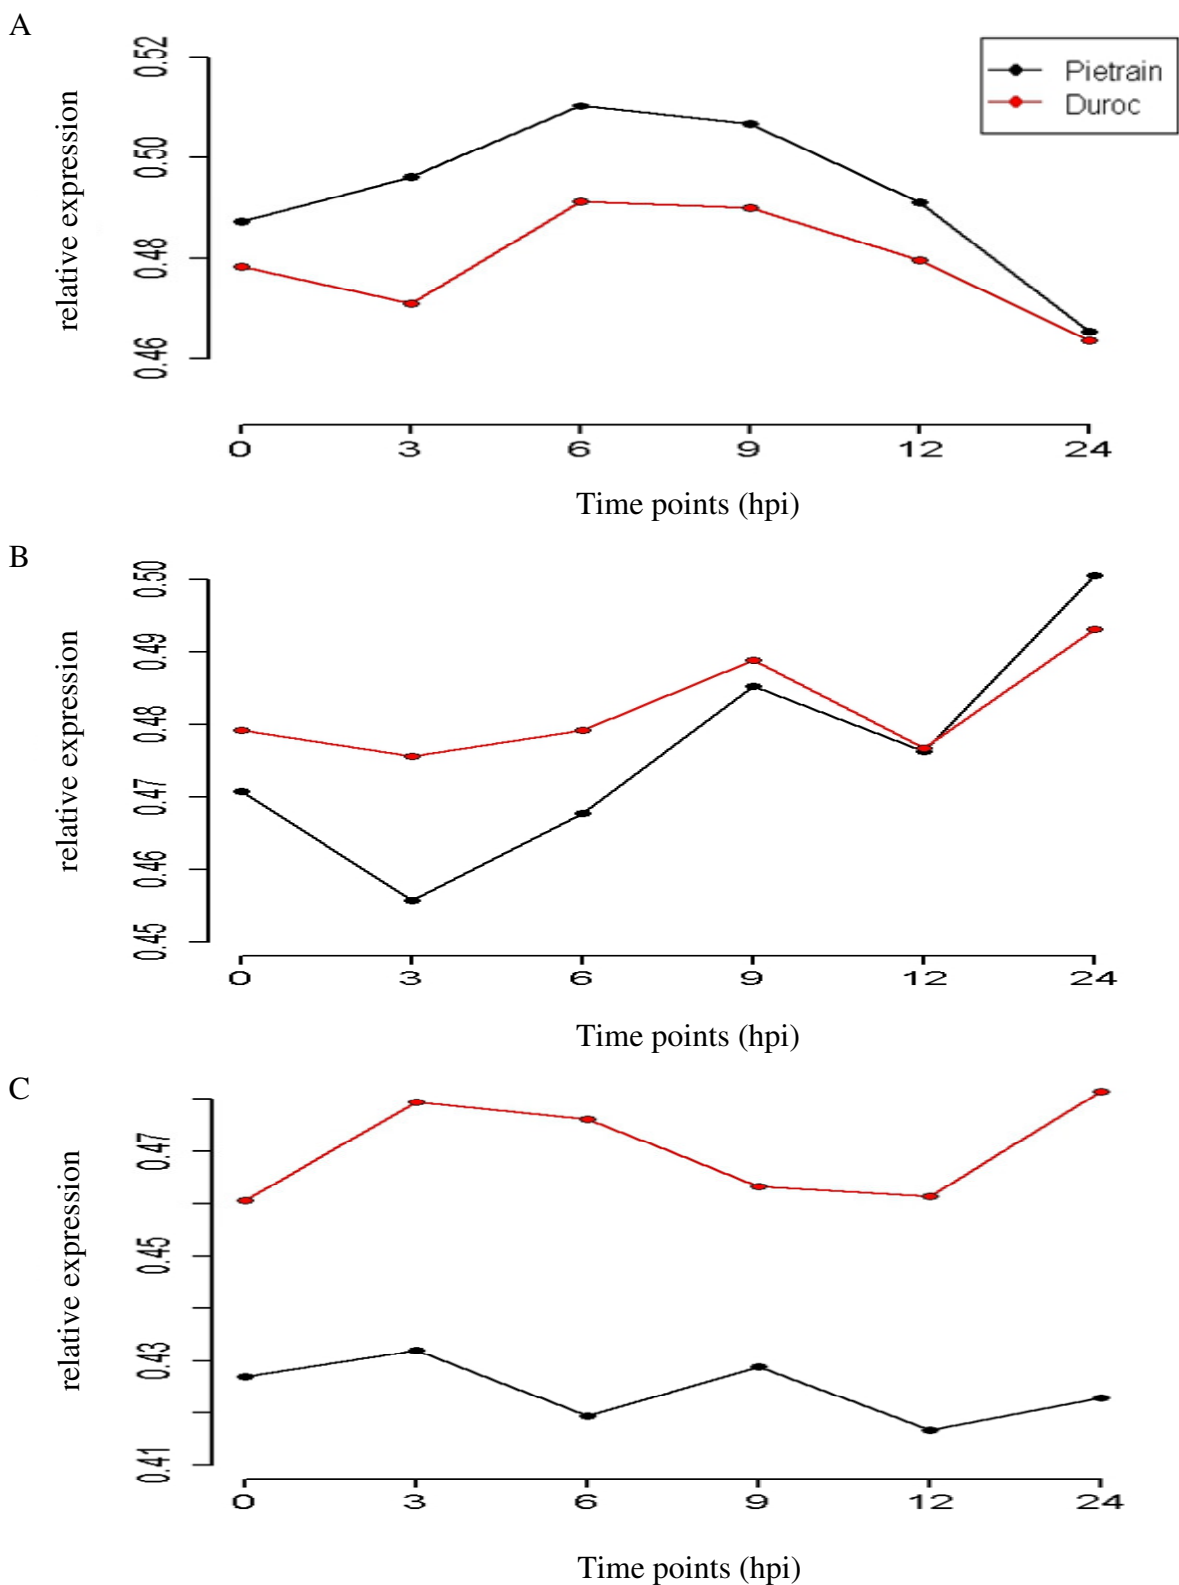 A
Pietrain
Duroc
relative expression
0.52
0.50
0.48
0.46
0 3 6 9 12 24
Time points (hpi)
B
relative expression
0.50
0.49
0.48
0.47
0.46
0.45
0 3 6 9 12 24
Time points (hpi)
C
relative expression
0.47
0.45
0.43
0.41
0 3 6 9 12 24
Time points (hpi)